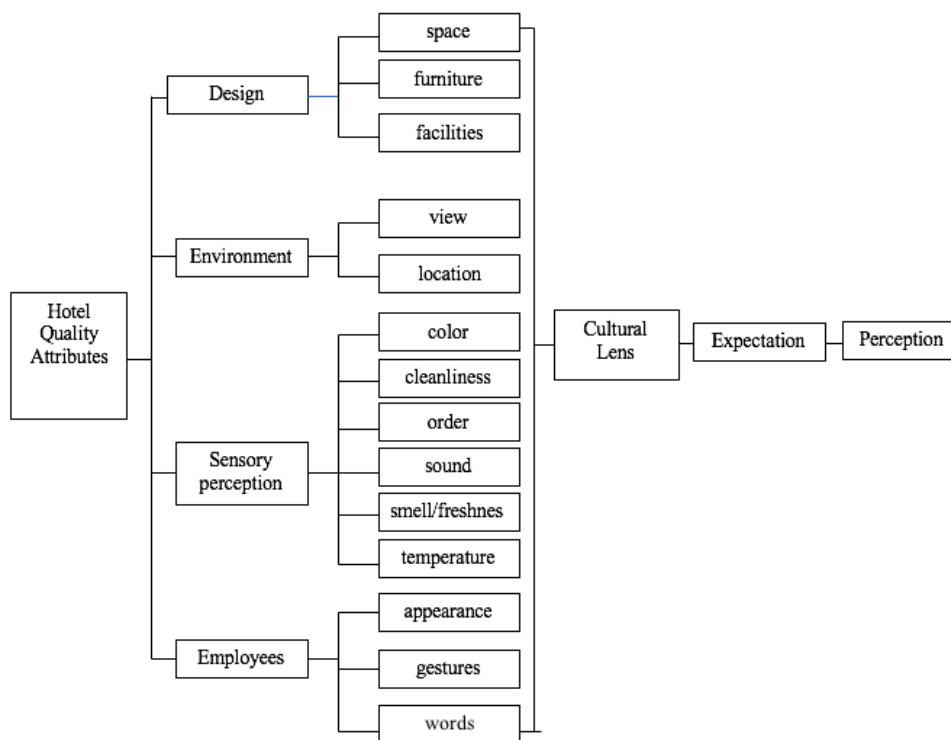 Hotel
Quality
Attributes
Design
space
furniture
facilities
Environment
view
location
Sensory
perception
color
cleanliness
order
sound
smell/freshnes
temperature
Employees
appearance
gestures
words
Cultural
Lens
Expectation
Perception